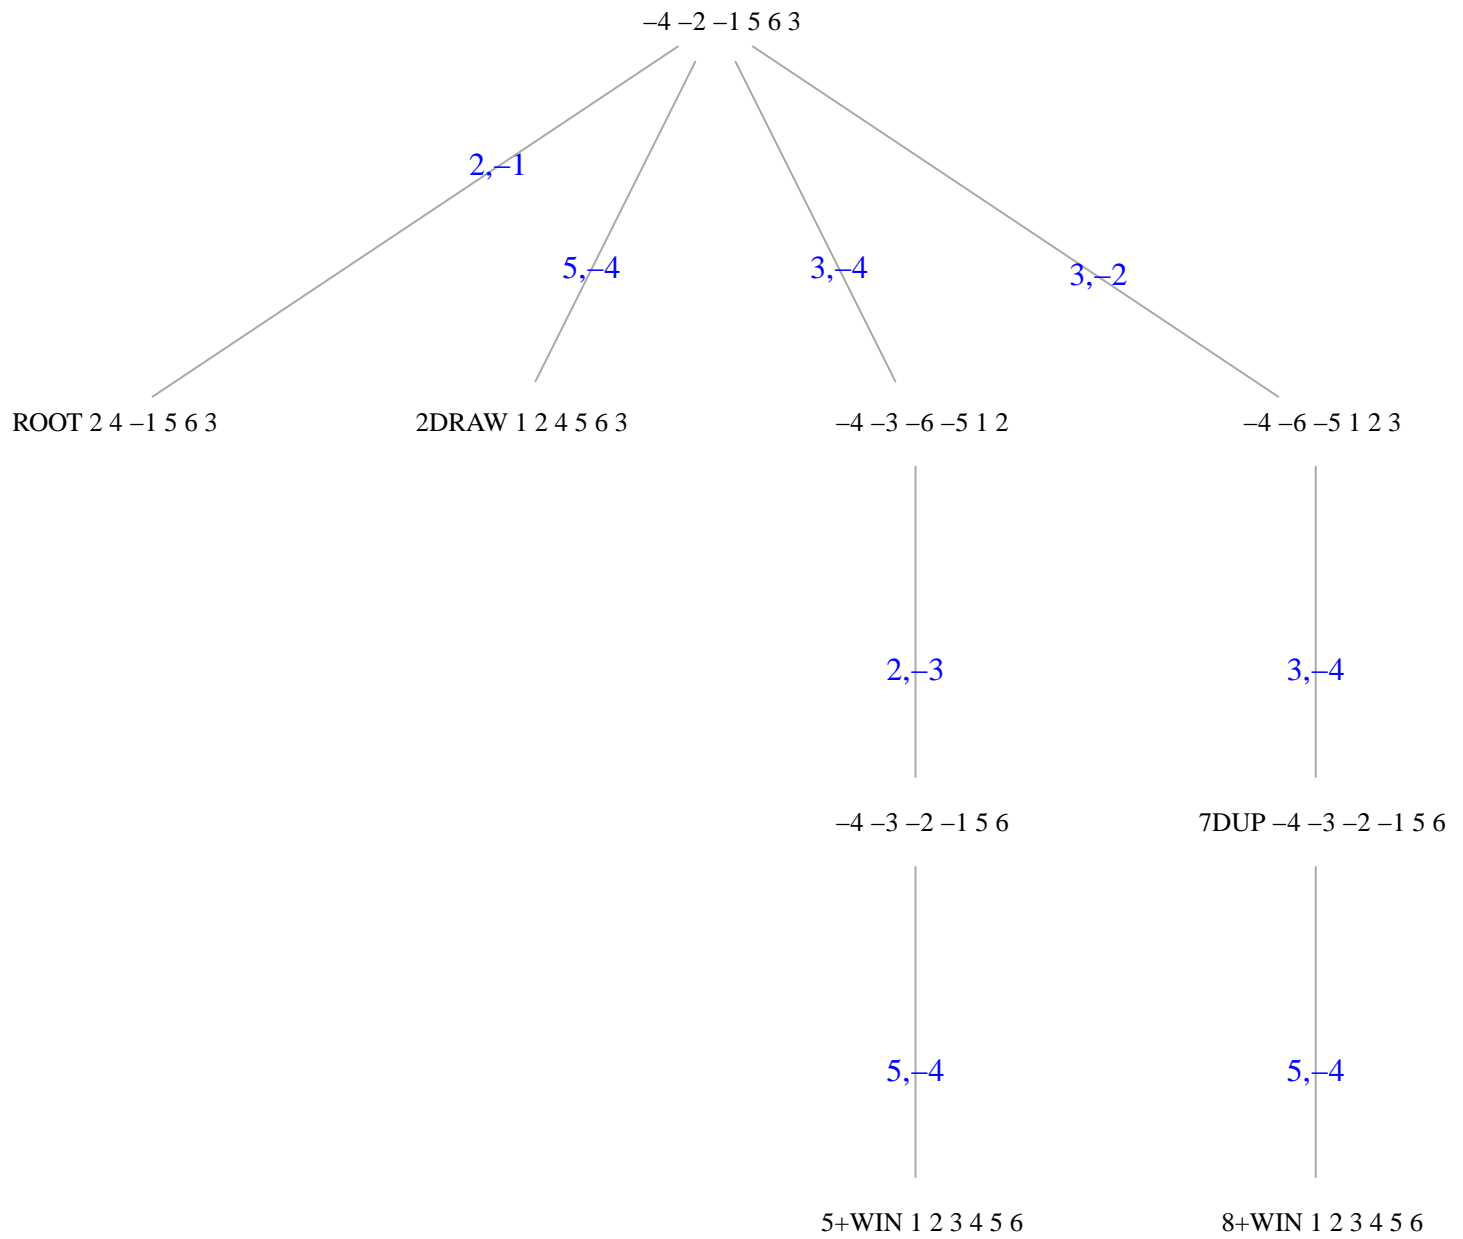 –4 –2 –1 5 6 3
2,–1
5,–4
3,–4
3,–2
ROOT 2 4 –1 5 6 3
2DRAW 1 2 4 5 6 3
–4 –3 –6 –5 1 2
–4 –6 –5 1 2 3
2,–3
3,–4
–4 –3 –2 –1 5 6
7DUP –4 –3 –2 –1 5 6
5,–4
5,–4
5+WIN 1 2 3 4 5 6
8+WIN 1 2 3 4 5 6